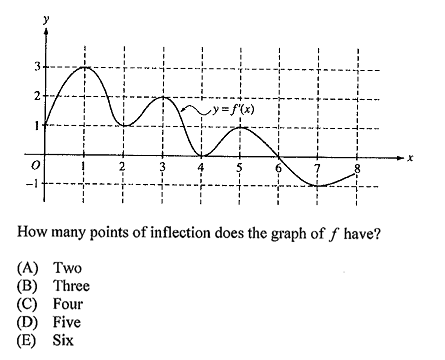 y
3
2
y = f'(x)
1
O
1
2
3
4
5
6
7
8
x
−1
How many points of inflection does the graph of f have?
(A) Two
(B) Three
(C) Four
(D) Five
(E) Six